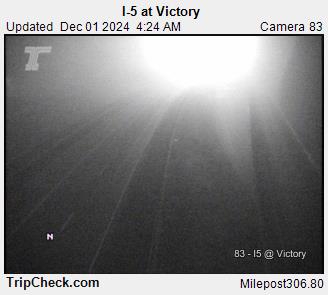 I-5 at Victory
Updated Dec 01 2024 4:24 AM Camera 83
T
N
83 - I5 @ Victory
TripCheck.com Milepost306.80